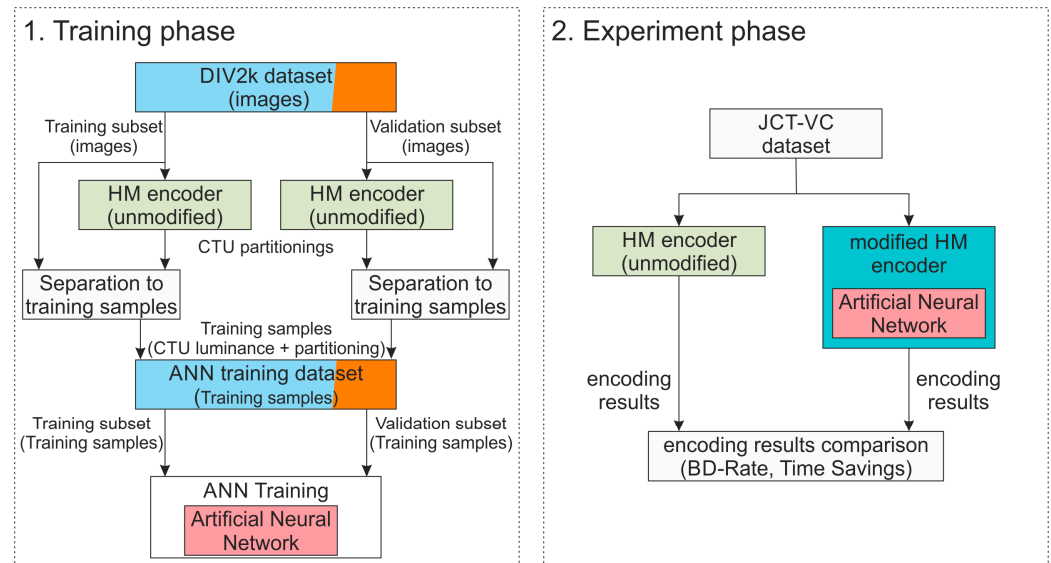 1. Training phase
DIV2k dataset
(images)
Training subset
(images)
Validation subset
(images)
HM encoder
(unmodified)
HM encoder
(unmodified)
CTU partitionings
Separation to
training samples
Separation to
training samples
Training samples
(CTU luminance + partitioning)
ANN training dataset
(Training samples)
Training subset
(Training samples)
Validation subset
(Training samples)
ANN Training
Artificial Neural
Network
2. Experiment phase
JCT-VC
dataset
HM encoder
(unmodified)
modified HM
encoder
Artificial Neural
Network
encoding
results
encoding
results
encoding results comparison
(BD-Rate, Time Savings)